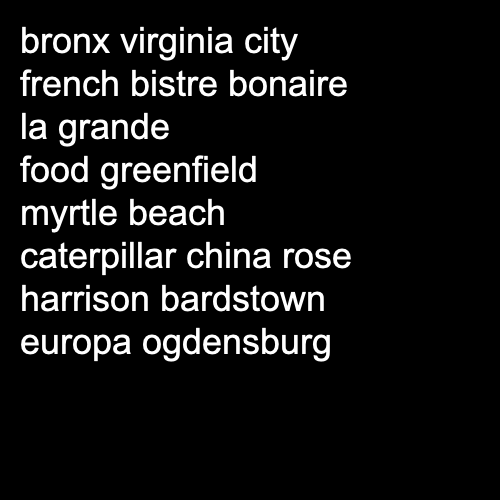 bronx virginia city
french bistre bonaire
la grande
food greenfield
myrtle beach
caterpillar china rose
harrison bardstown
europa ogdensburg